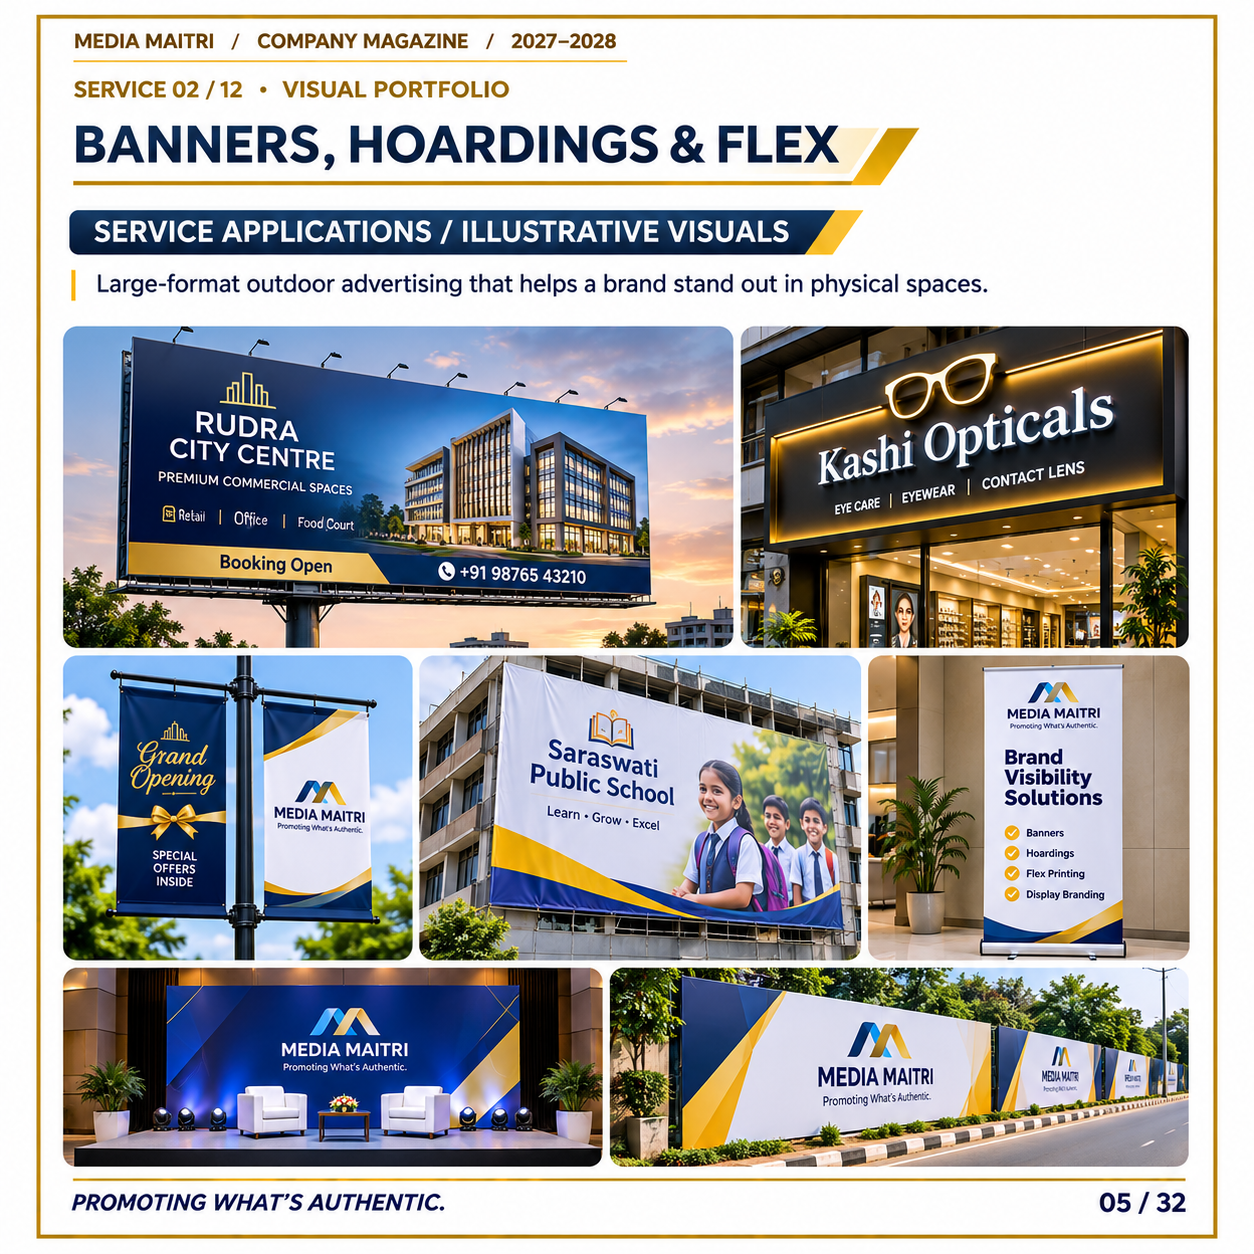 MEDIA MAITRI / COMPANY MAGAZINE / 2027–2028
SERVICE 02 / 12 • VISUAL PORTFOLIO
BANNERS, HOARDINGS & FLEX
SERVICE APPLICATIONS / ILLUSTRATIVE VISUALS
Large-format outdoor advertising that helps a brand stand out in physical spaces.
RUDRA
CITY CENTRE
PREMIUM COMMERCIAL SPACES
Retail | Office | Food Court
Booking Open
+91 98765 43210
Kashi Opticals
EYE CARE | EYEWEAR | CONTACT LENS
Grand
Opening
SPECIAL
OFFERS
INSIDE
MEDIA MAITRI
Promoting What's Authentic.
Saraswati
Public School
Learn • Grow • Excel
MEDIA MAITRI
Promoting What's Authentic.
Brand
Visibility
Solutions
Banners
Hoardings
Flex Printing
Display Branding
MEDIA MAITRI
Promoting What's Authentic.
MEDIA MAITRI
Promoting What's Authentic.
MEDIA MAITRI
MEDIA MAITRI
PROMOTING WHAT'S AUTHENTIC.
05 / 32